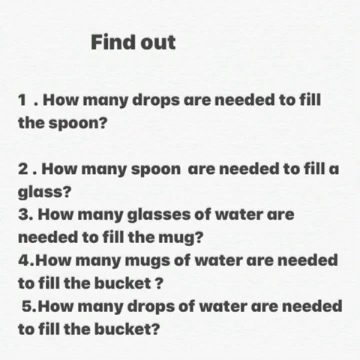 Find out
1 . How many drops are needed to fill
the spoon?
2 . How many spoon are needed to fill a
glass?
3. How many glasses of water are
needed to fill the mug?
4.How many mugs of water are needed
to fill the bucket ?
5.How many drops of water are needed
to fill the bucket?